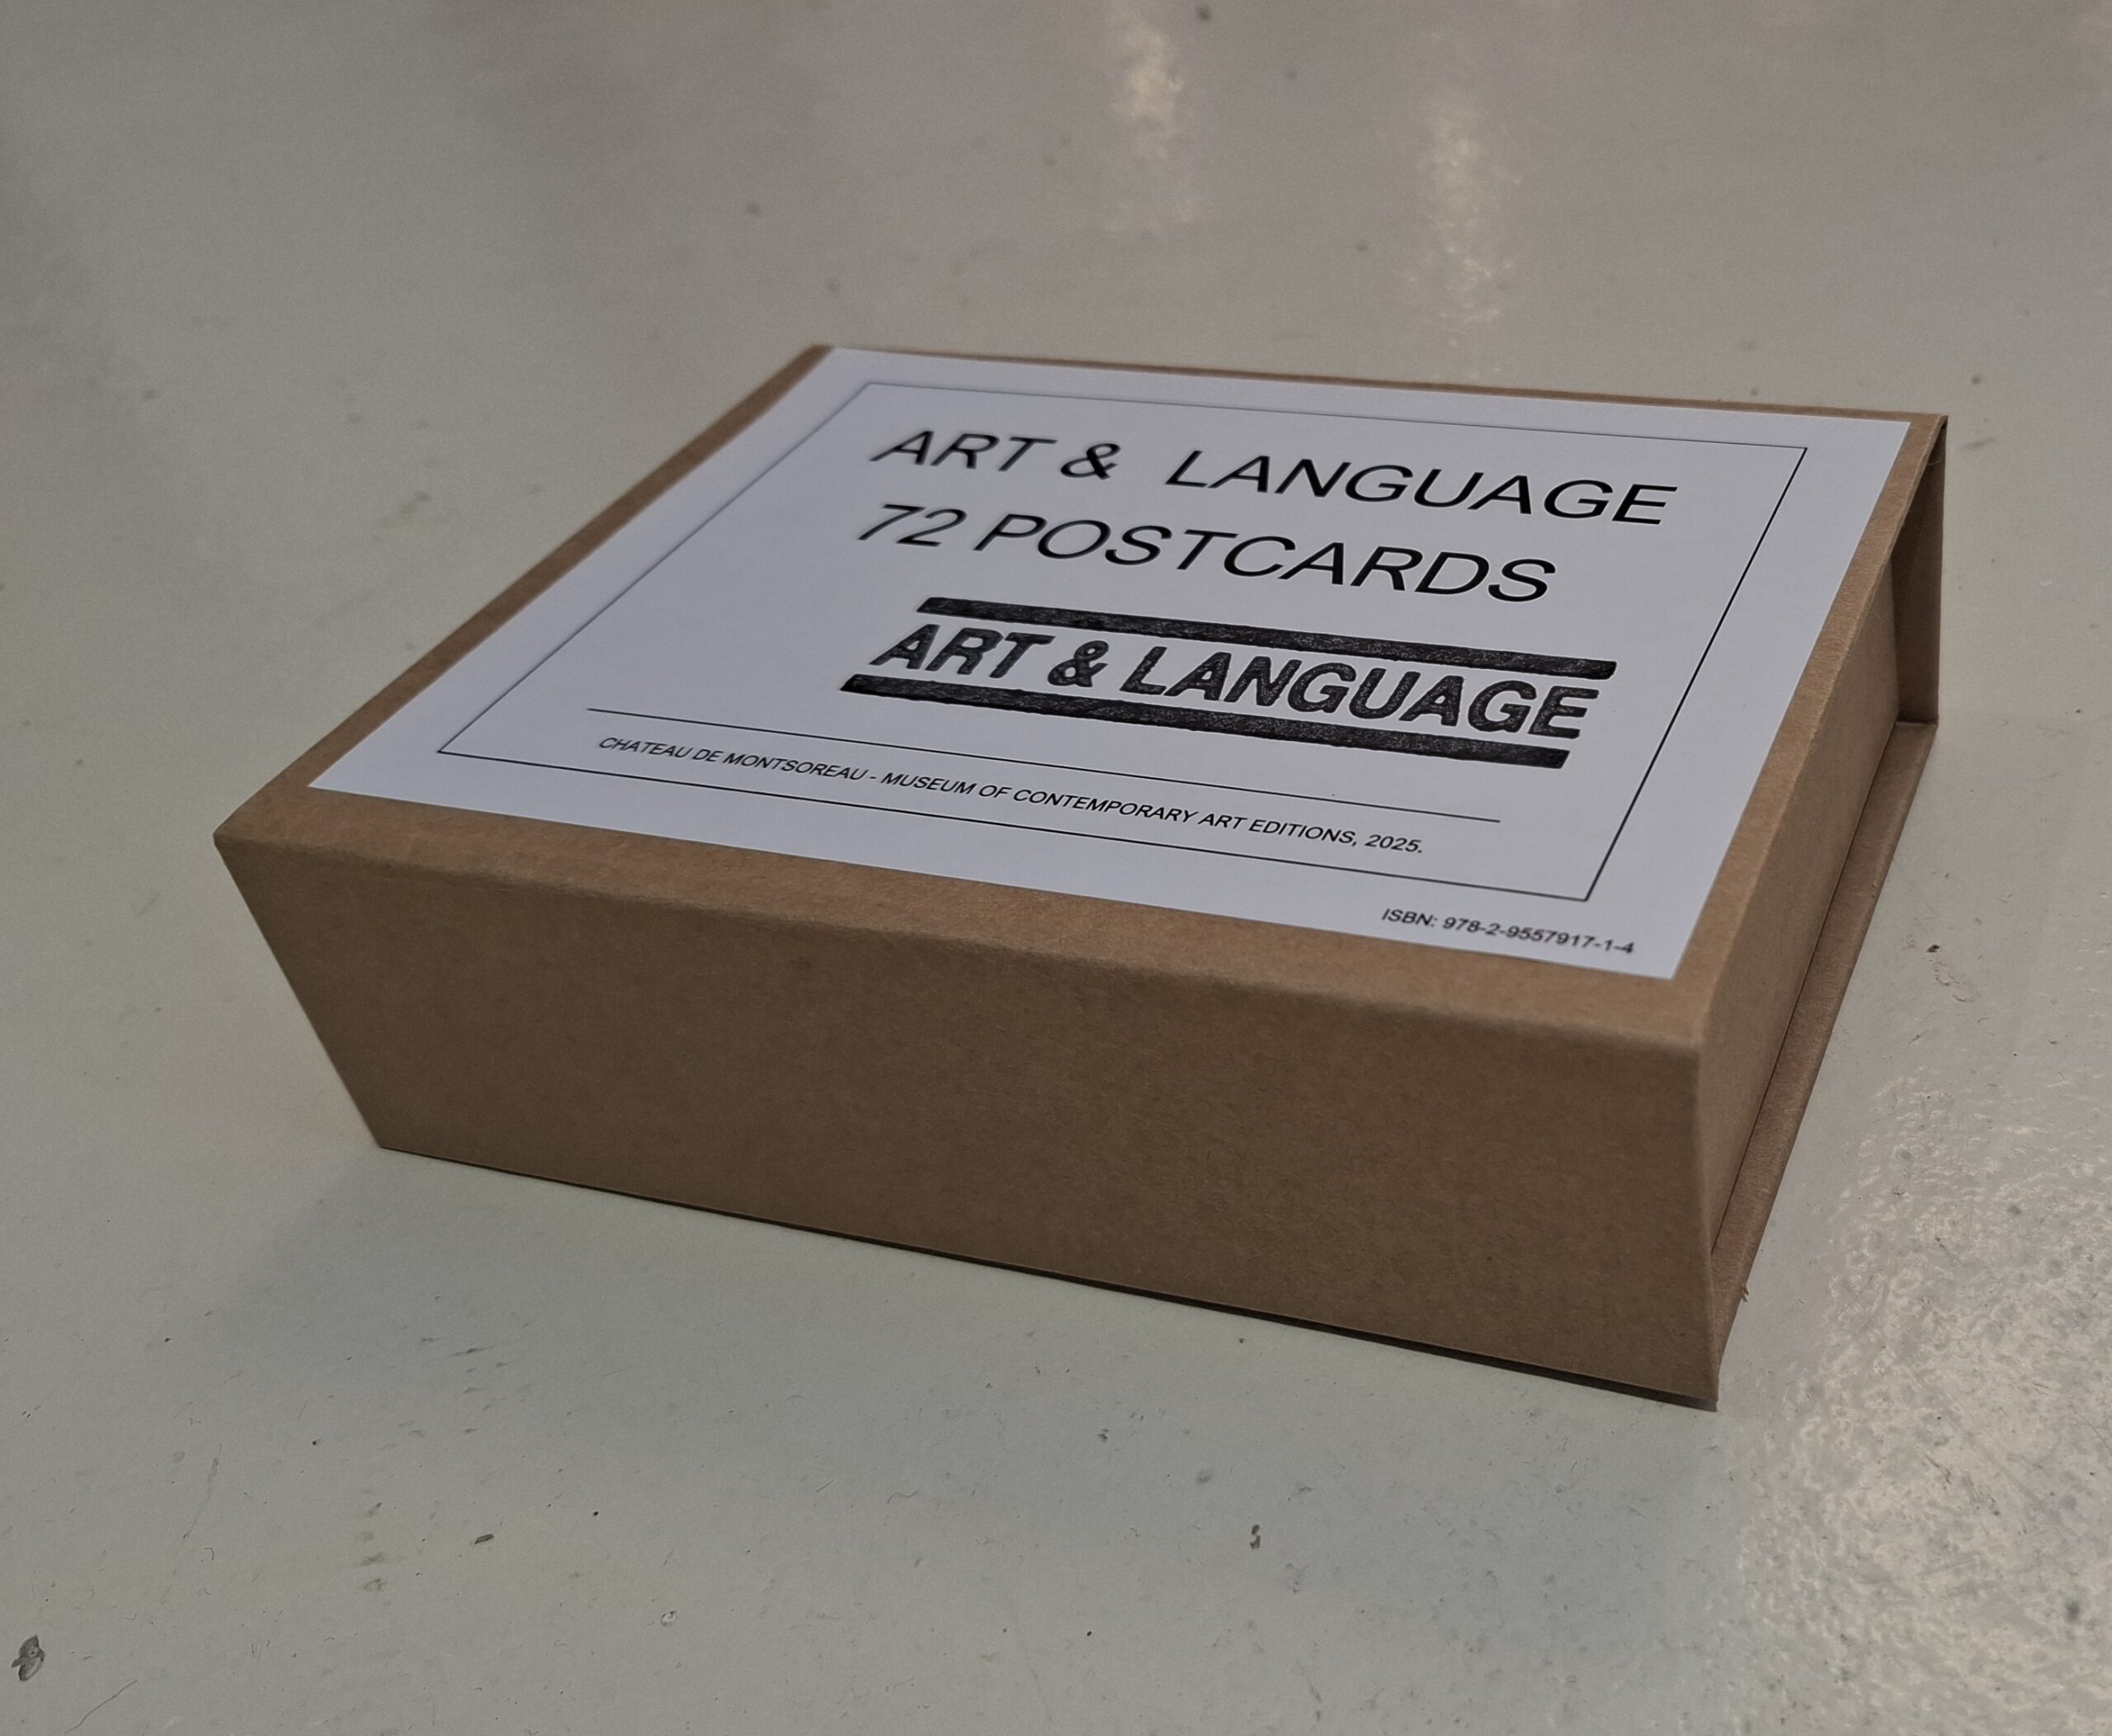 ART & LANGUAGE
72 POSTCARDS
ART & LANGUAGE
CHATEAU DE MONTSOREAU - MUSEUM OF CONTEMPORARY ART EDITIONS, 2025.
ISBN: 978-2-9557917-1-4